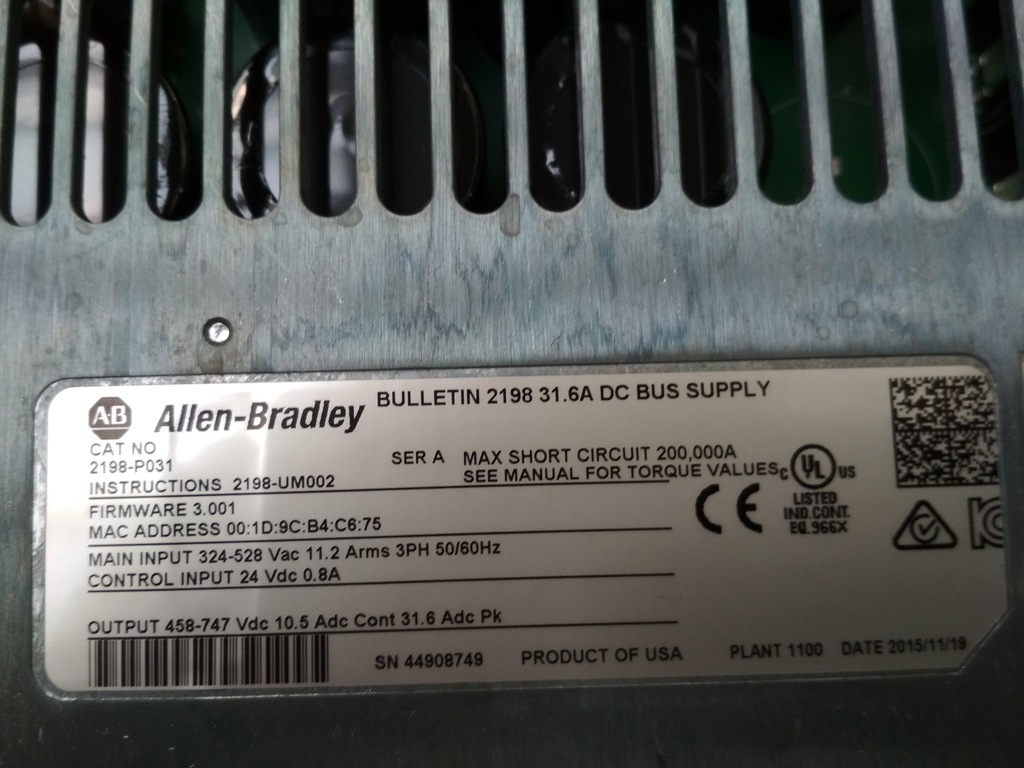 AB Allen-Bradley BULLETIN 2198 31.6A DC BUS SUPPLY
CAT NO
2198-P031 SER A MAX SHORT CIRCUIT 200,000A
INSTRUCTIONS 2198-UM002 SEE MANUAL FOR TORQUE VALUES
C UL US
LISTED
IND.CONT.
EQ.966X
CE
FIRMWARE 3.001
MAC ADDRESS 00:1D:9C:B4:C6:75
MAIN INPUT 324-528 Vac 11.2 Arms 3PH 50/60Hz
CONTROL INPUT 24 Vdc 0.8A
OUTPUT 458-747 Vdc 10.5 Adc Cont 31.6 Adc Pk
SN 44908749 PRODUCT OF USA PLANT 1100 DATE 2015/11/19